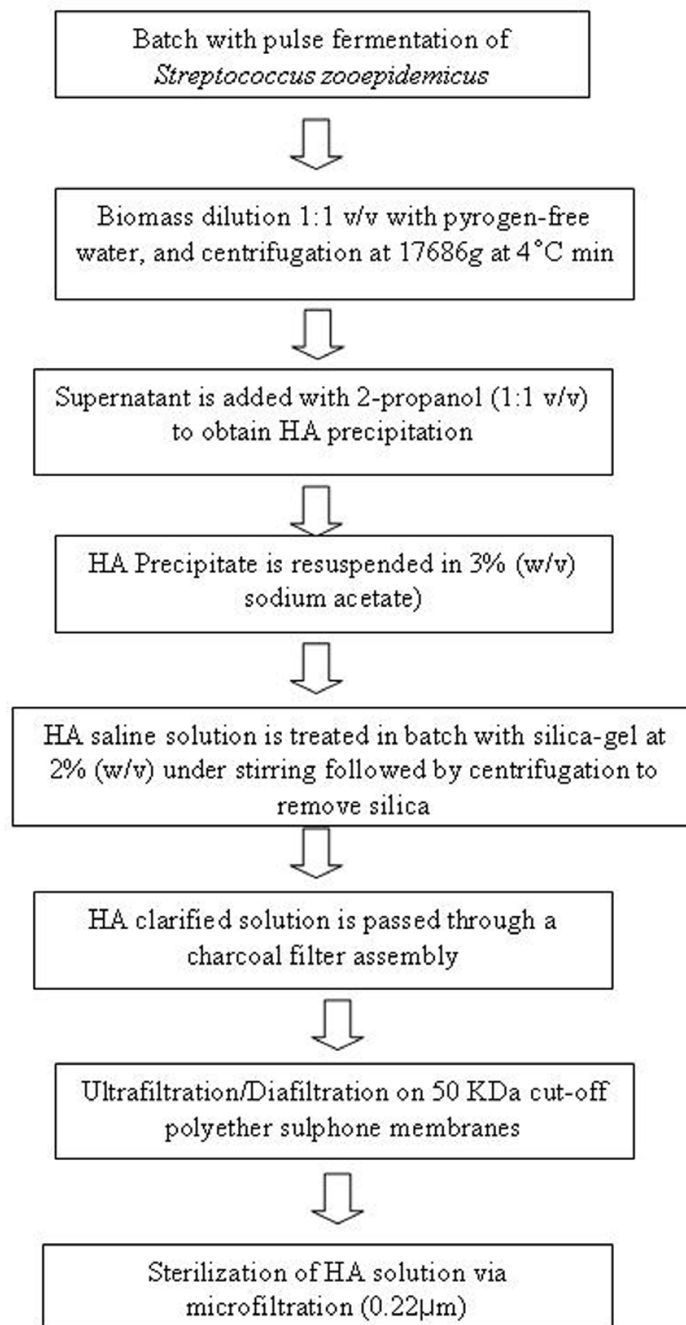 Batch with pulse fermentation of
Streptococcus zooepidemicus
Biomass dilution 1:1 v/v with pyrogen-free
water, and centrifugation at 17686g at 4°C min
Supernatant is added with 2-propanol (1:1 v/v)
to obtain HA precipitation
HA Precipitate is resuspended in 3% (w/v)
sodium acetate)
HA saline solution is treated in batch with silica-gel at
2% (w/v) under stirring followed by centrifugation to
remove silica
HA clarified solution is passed through a
charcoal filter assembly
Ultrafiltration/Diafiltration on 50 KDa cut-off
polyether sulphone membranes
Sterilization of HA solution via
microfiltration (0.22µm)